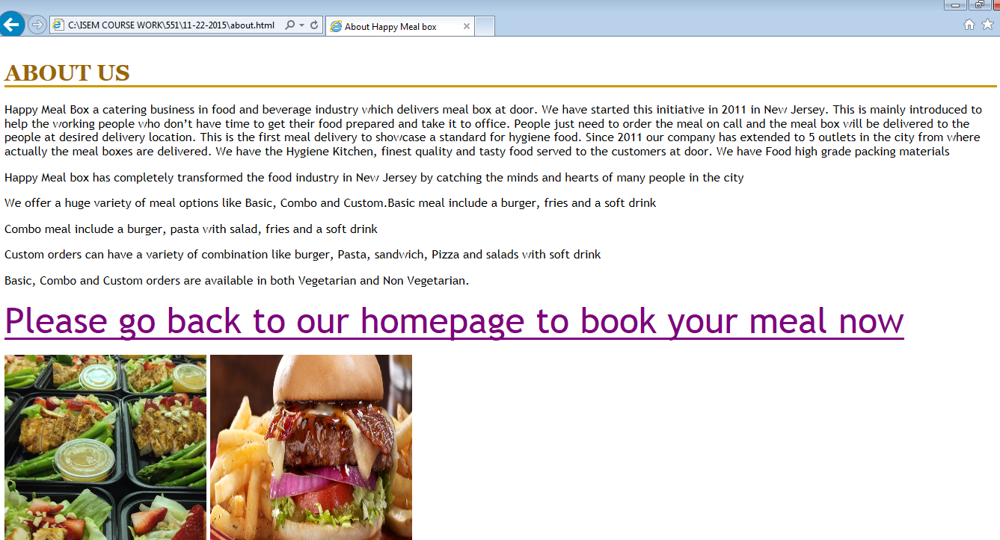 C:\ISEM COURSE WORK\551\11-22-2015\about.html
About Happy Meal box
ABOUT US
Happy Meal Box a catering business in food and beverage industry which delivers meal box at door. We have started this initiative in 2011 in New Jersey. This is mainly introduced to
help the working people who don’t have time to get their food prepared and take it to office. People just need to order the meal on call and the meal box will be delivered to the
people at desired delivery location. This is the first meal delivery to showcase a standard for hygiene food. Since 2011 our company has extended to 5 outlets in the city from where
actually the meal boxes are delivered. We have the Hygiene Kitchen, finest quality and tasty food served to the customers at door. We have Food high grade packing materials
Happy Meal box has completely transformed the food industry in New Jersey by catching the minds and hearts of many people in the city
We offer a huge variety of meal options like Basic, Combo and Custom.Basic meal include a burger, fries and a soft drink
Combo meal include a burger, pasta with salad, fries and a soft drink
Custom orders can have a variety of combination like burger, Pasta, sandwich, Pizza and salads with soft drink
Basic, Combo and Custom orders are available in both Vegetarian and Non Vegetarian.
Please go back to our homepage to book your meal now